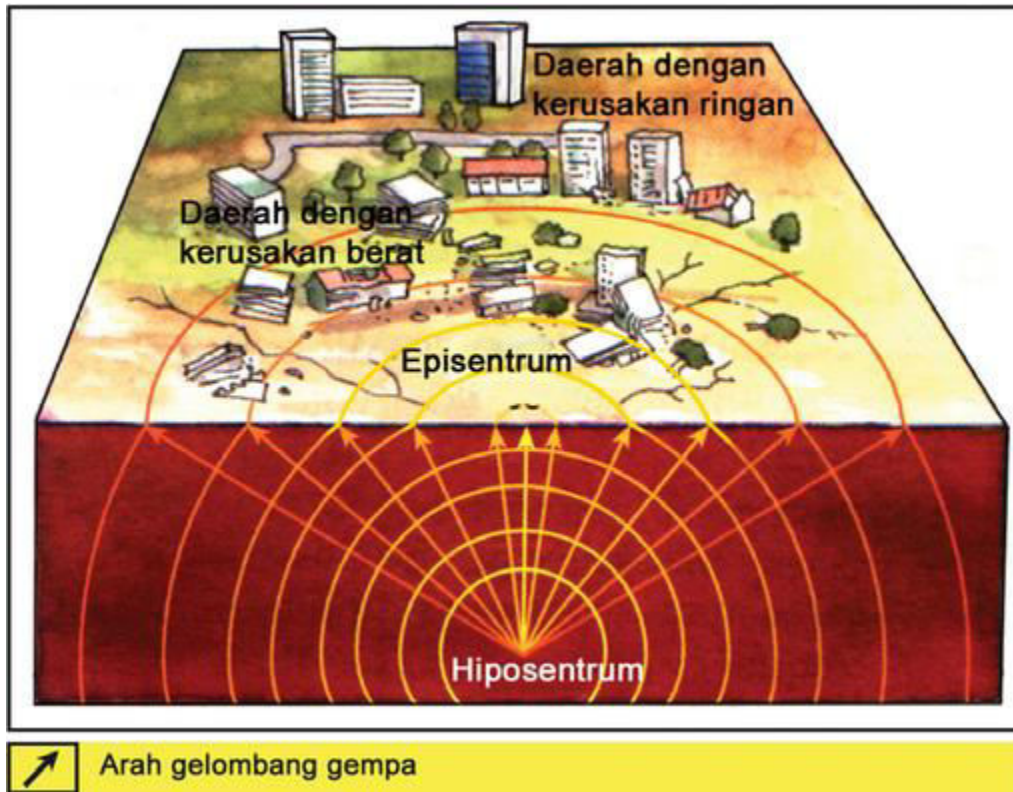 Daerah dengan
kerusakan ringan
Daerah dengan
kerusakan berat
Episentrum
Hiposentrum
Arah gelombang gempa